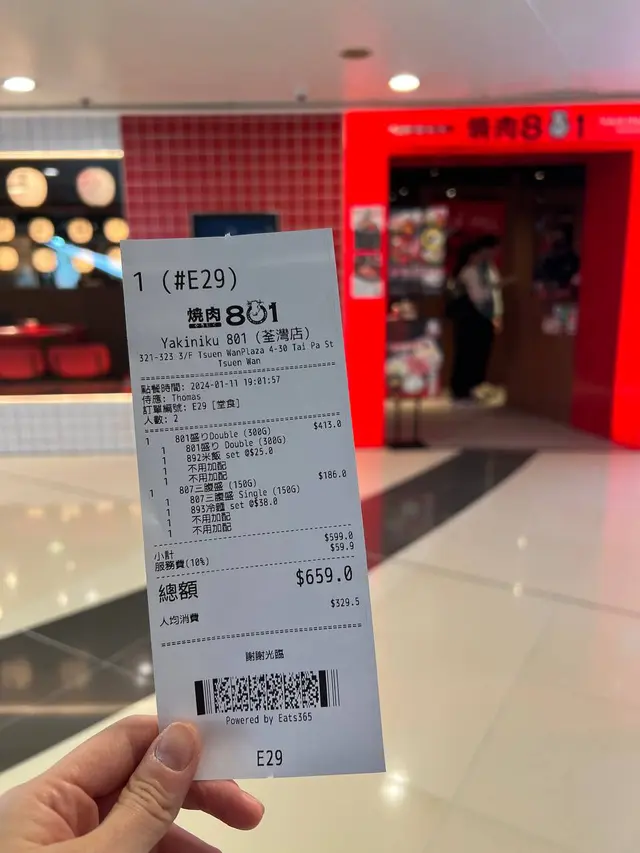 燒肉801
1 (#E29)
燒肉801
Yakiniku 801 (荃灣店)
321-323 3/F Tsuen WanPlaza 4-30 Tai Pa St
Tsuen Wan
點餐時間: 2024-01-11 19:01:57
侍應: Thomas
訂單編號: E29 [堂食]
人數: 2
1 801盛りDouble (300G) $413.0
1 801盛り Double (300G)
1 892米飯 set @$25.0
1 不用加配
1 不用加配
1 807三腹盛 (150G) $186.0
1 807三腹盛 Single (150G)
1 893冷麵 set @$38.0
1 不用加配
1 不用加配
小計 $599.0
服務費(10%) $59.9
總額 $659.0
人均消費 $329.5
謝謝光臨
Powered by Eats365
E29